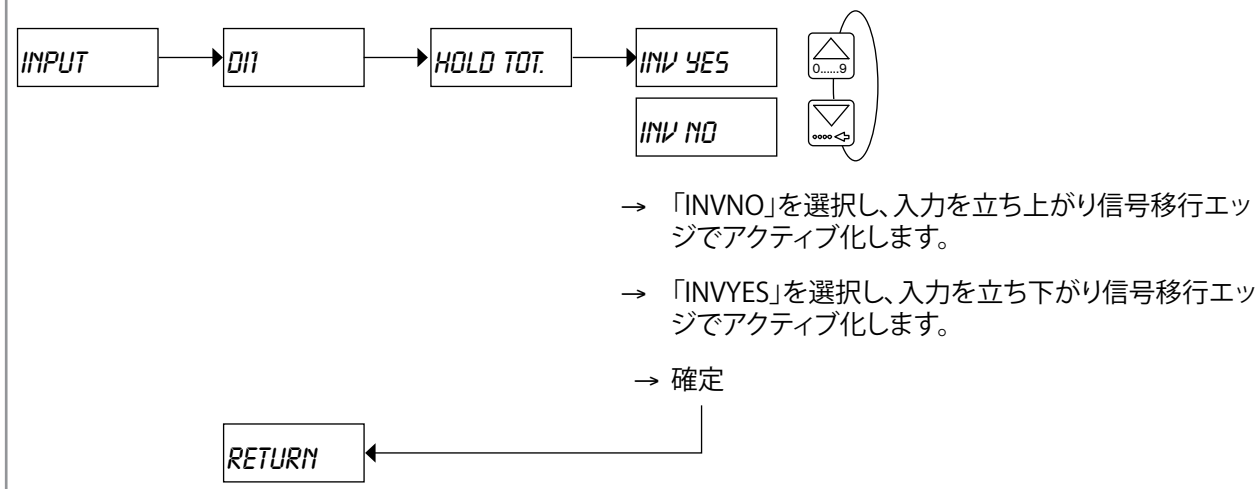 INPUT
DI1
HOLD TOT.
INV YES
0......9
INV NO
→ 「INVNO」を選択し、入力を立ち上がり信号移行エッ
ジでアクティブ化します。
→ 「INVYES」を選択し、入力を立ち下がり信号移行エッ
ジでアクティブ化します。
→ 確定
RETURN